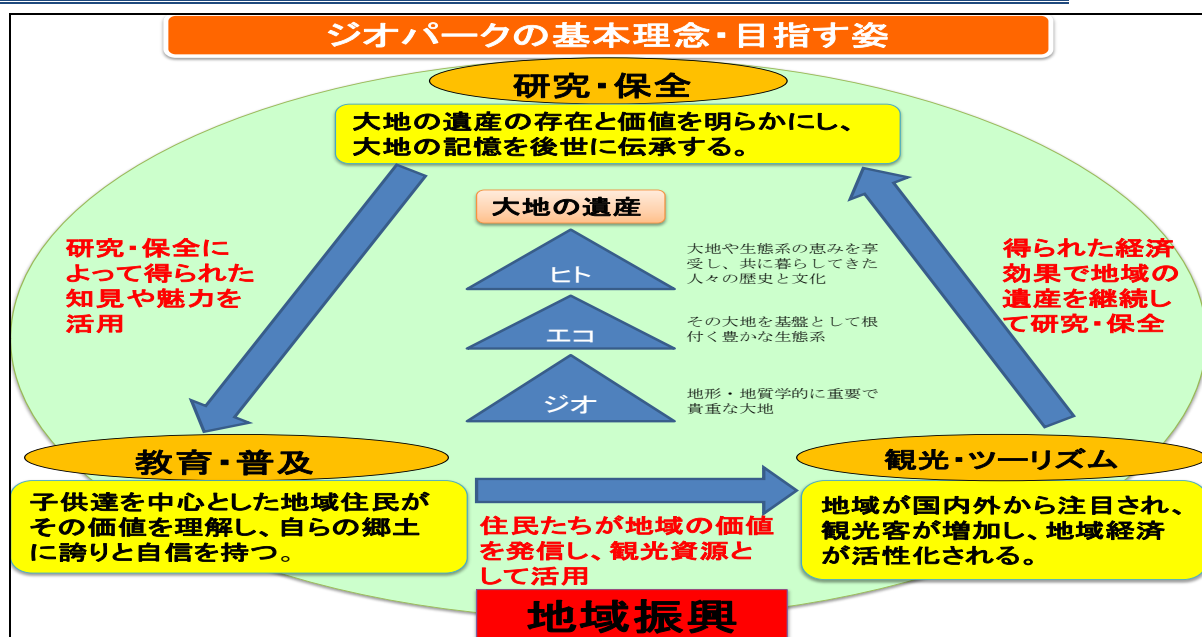 ジオパークの基本理念・目指す姿
研究・保全
大地の遺産の存在と価値を明らかにし、
大地の記憶を後世に伝承する。
大地の遺産
研究・保全に
よって得られた
知見や魅力を
活用
ヒト
大地や生態系の恵みを享
受し、共に暮らしてきた
人々の歴史と文化
得られた経済
効果で地域の
遺産を継続し
て研究・保全
エコ
その大地を基盤として根
付く豊かな生態系
ジオ
地形・地質学的に重要で
貴重な大地
教育・普及
子供達を中心とした地域住民が
その価値を理解し、自らの郷土
に誇りと自信を持つ。
住民たちが地域の価値
を発信し、観光資源と
して活用
観光・ツーリズム
地域が国内外から注目され、
観光客が増加し、地域経済
が活性化される。
地域振興